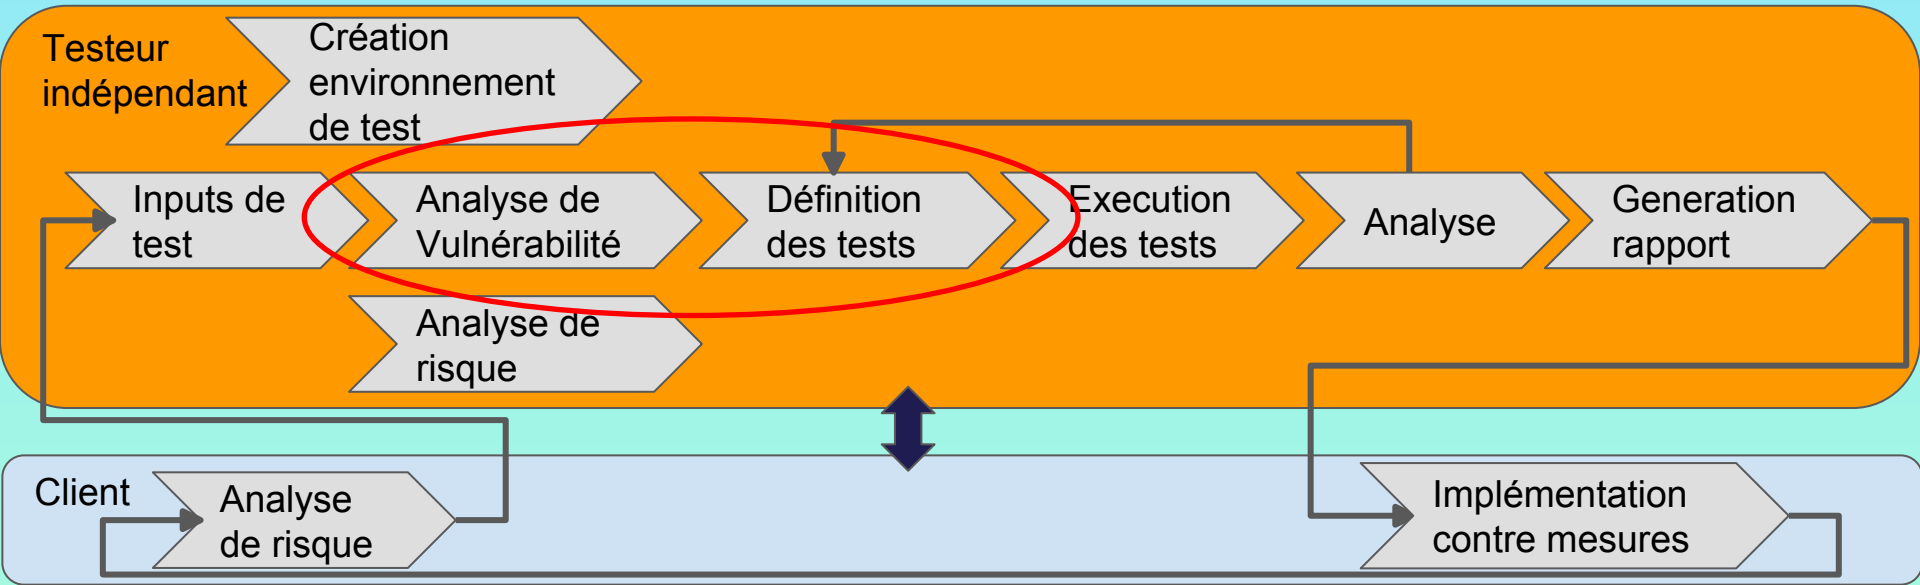 Testeur
indépendant
Création
environnement
de test
Inputs de
test
Analyse de
Vulnérabilité
Définition
des tests
Execution
des tests
Analyse
Generation
rapport
Analyse de
risque
Client
Analyse
de risque
Implémentation
contre mesures